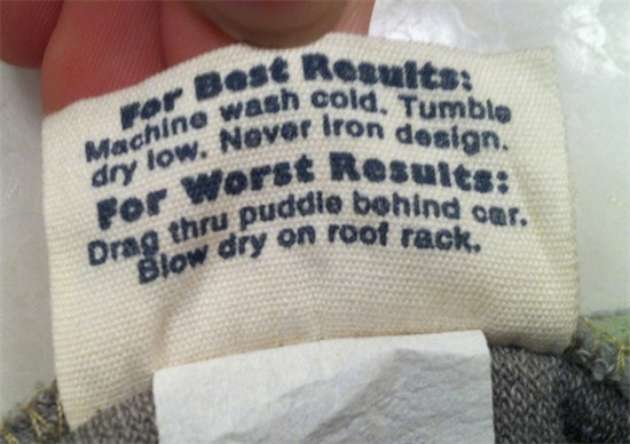 For Best Results:
Machine wash cold. Tumble
dry low. Never iron design.
For Worst Results:
Drag thru puddle behind car.
Blow dry on roof rack.